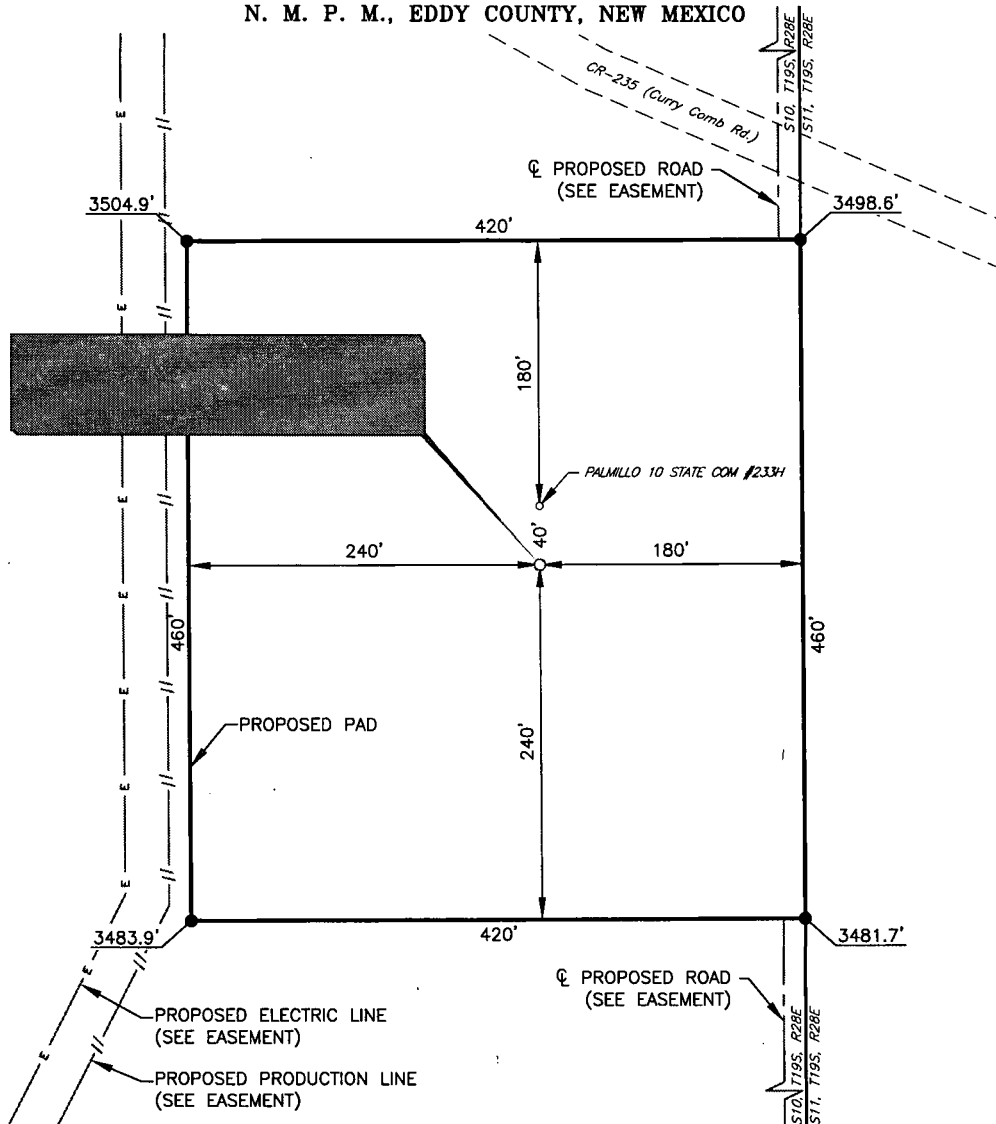 N. M. P. M., EDDY COUNTY, NEW MEXICO
S10, T19S, R28E
S11, T19S, R28E
CR-235 (Curry Comb Rd.)
℄ PROPOSED ROAD
(SEE EASEMENT)
3504.9'
3498.6'
420'
180'
PALMILLO 10 STATE COM #233H
40'
240'
180'
460'
460'
PROPOSED PAD
240'
3483.9'
420'
3481.7'
℄ PROPOSED ROAD
(SEE EASEMENT)
PROPOSED ELECTRIC LINE
(SEE EASEMENT)
PROPOSED PRODUCTION LINE
(SEE EASEMENT)
S10, T19S, R28E
S11, T19S, R28E
E
E
E
E
E
E
E
E
E
E